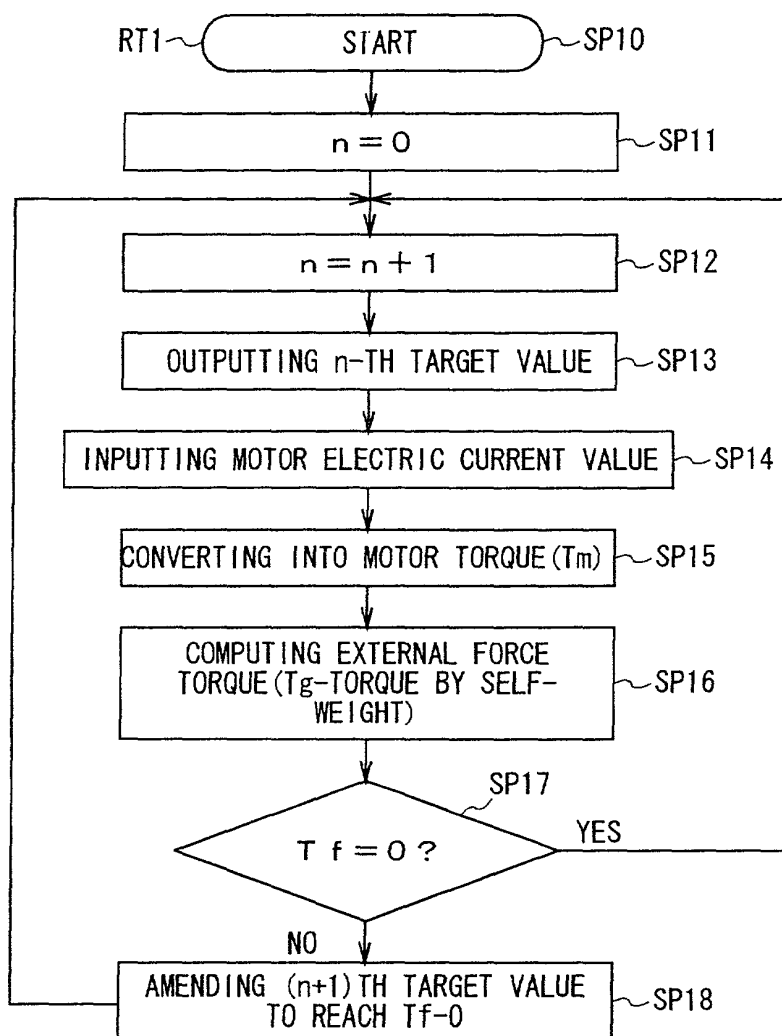 RT1 START SP10
n = 0 SP11
n = n + 1 SP12
OUTPUTTING n-TH TARGET VALUE SP13
INPUTTING MOTOR ELECTRIC CURRENT VALUE SP14
CONVERTING INTO MOTOR TORQUE(Tm) SP15
COMPUTING EXTERNAL FORCE
TORQUE(Tg-TORQUE BY SELF-
WEIGHT)
SP16
SP17
T f = 0 ?
YES
NO
AMENDING (n+1)TH TARGET VALUE
TO REACH Tf-0
SP18